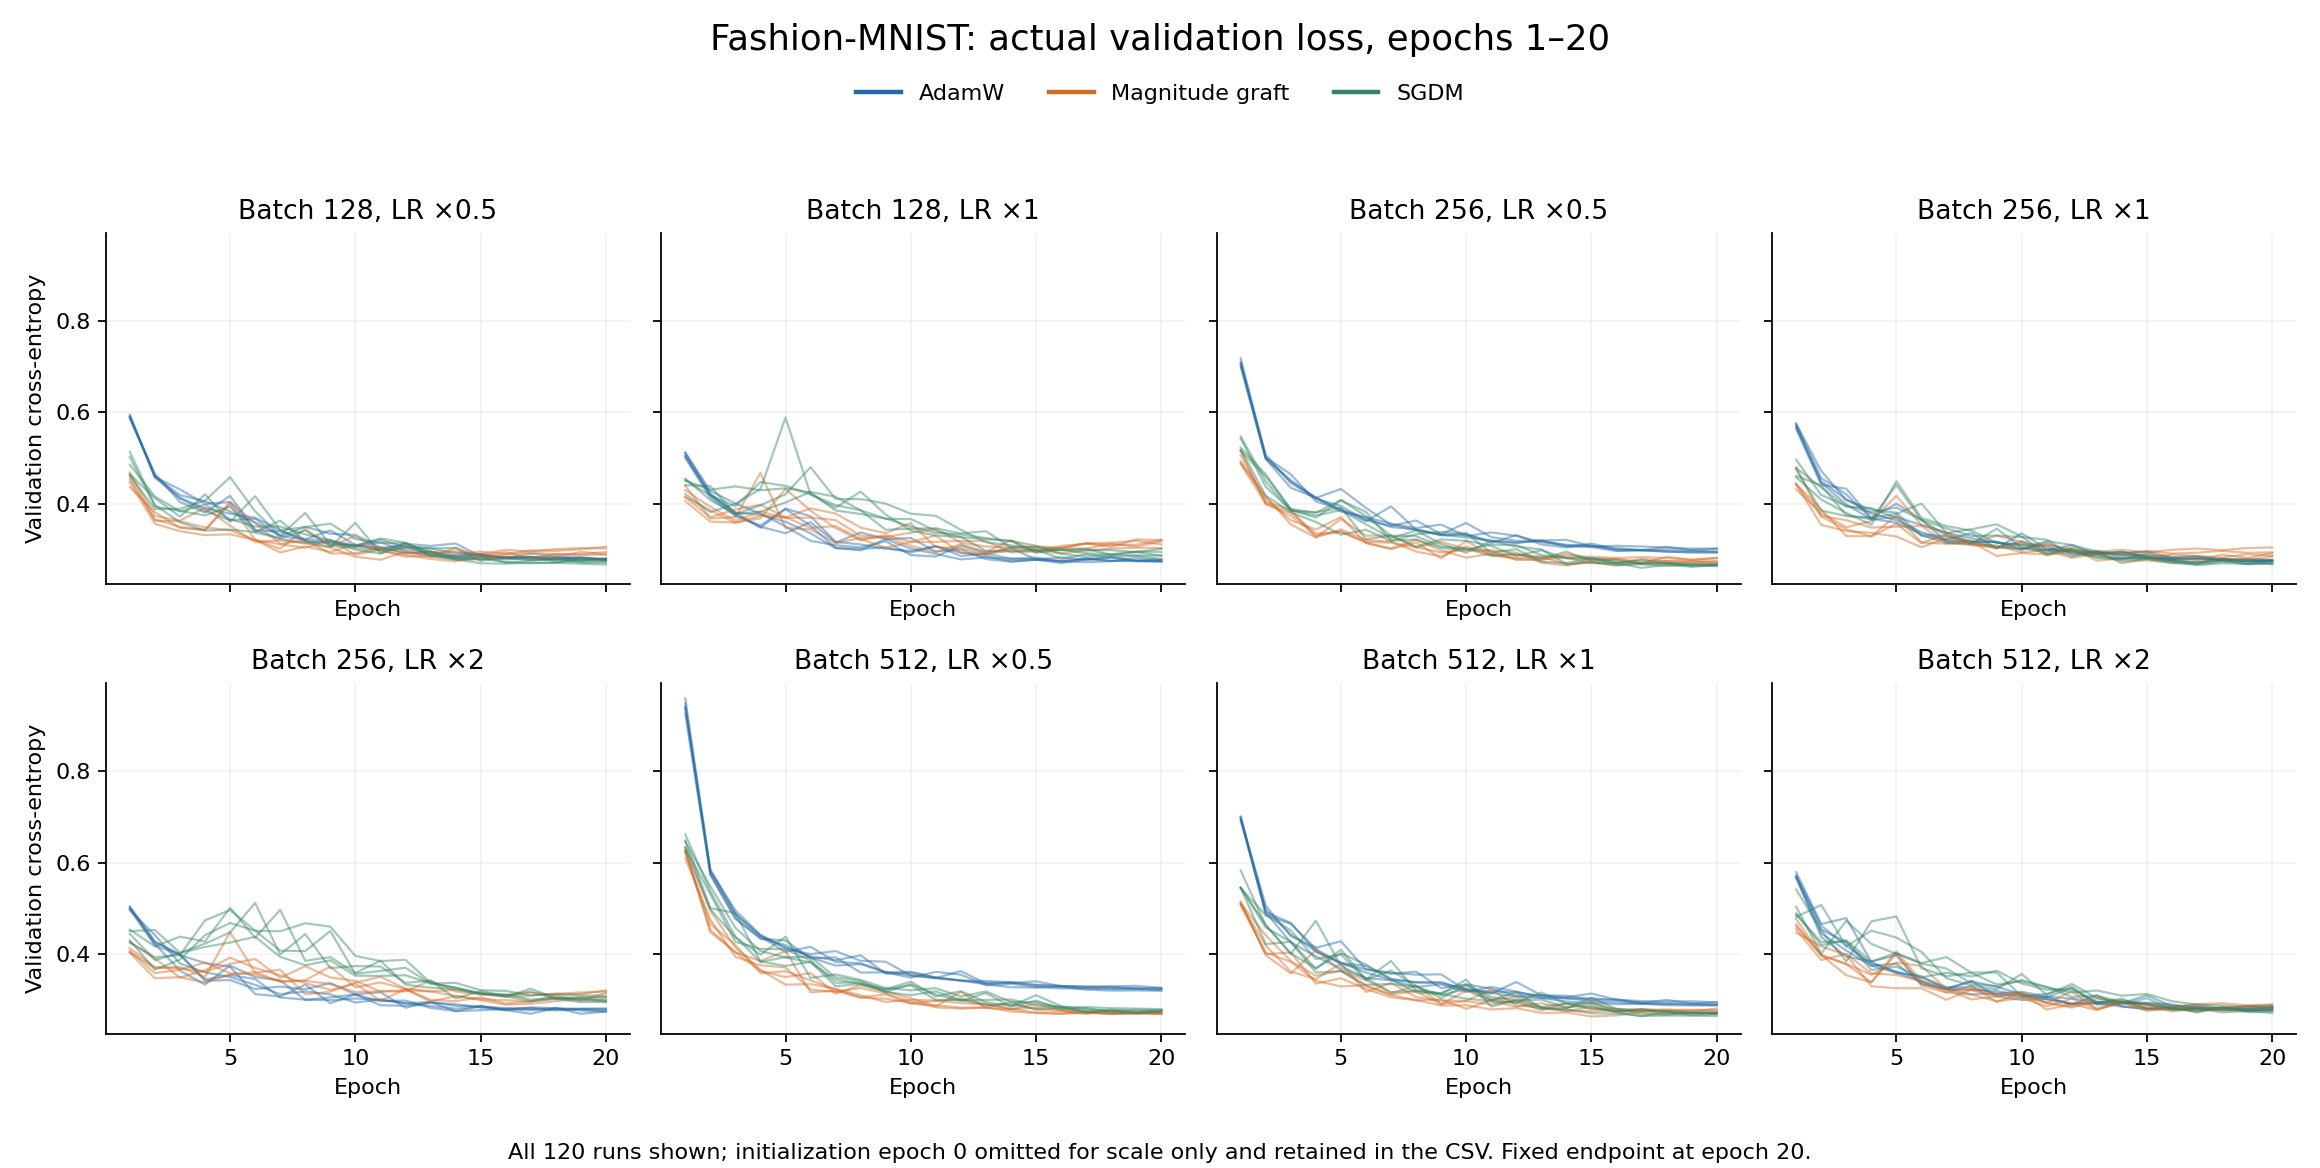 Fashion-MNIST: actual validation loss, epochs 1–20
AdamW Magnitude graft SGDM
Batch 128, LR ×0.5 Batch 128, LR ×1 Batch 256, LR ×0.5 Batch 256, LR ×1
Validation cross-entropy
0.8
0.6
0.4
Epoch Epoch Epoch Epoch
Batch 256, LR ×2 Batch 512, LR ×0.5 Batch 512, LR ×1 Batch 512, LR ×2
Validation cross-entropy
0.8
0.6
0.4
5 10 15 20 5 10 15 20 5 10 15 20 5 10 15 20
Epoch Epoch Epoch Epoch
All 120 runs shown; initialization epoch 0 omitted for scale only and retained in the CSV. Fixed endpoint at epoch 20.